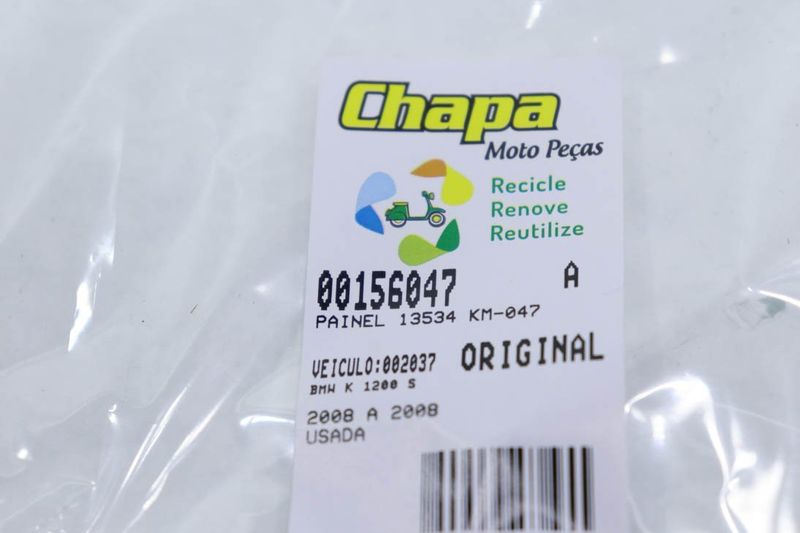 Chapa
Moto Peças
Recicle
Renove
Reutilize
00156047 A
PAINEL 13534 KM-047
VEICULO:002037 ORIGINAL
BMW K 1200 S
2008 A 2008
USADA